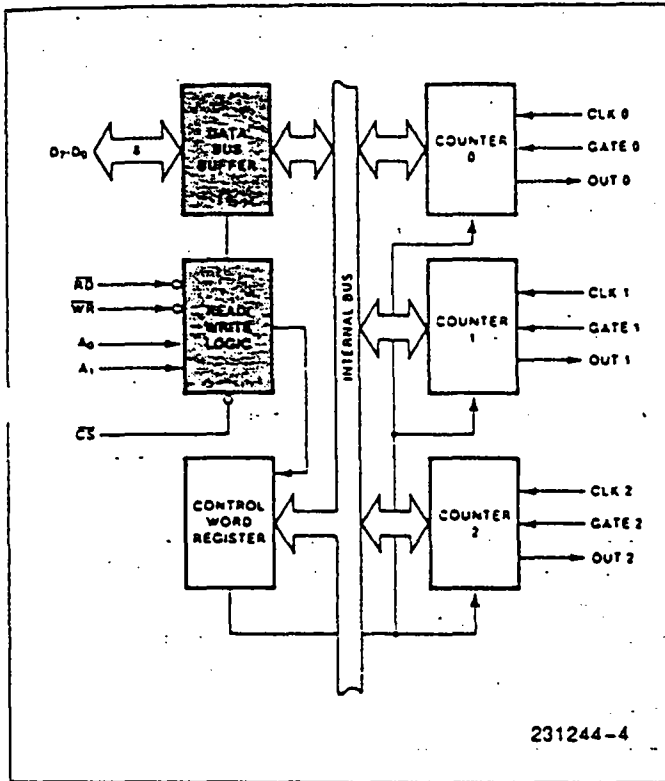 D7-D0
8
DATA
BUS
BUFFER
COUNTER
0
CLK 0
GATE 0
OUT 0
RD
WR
A0
A1
CS
READ/
WRITE
LOGIC
INTERNAL BUS
COUNTER
1
CLK 1
GATE 1
OUT 1
CONTROL
WORD
REGISTER
COUNTER
2
CLK 2
GATE 2
OUT 2
231244-4